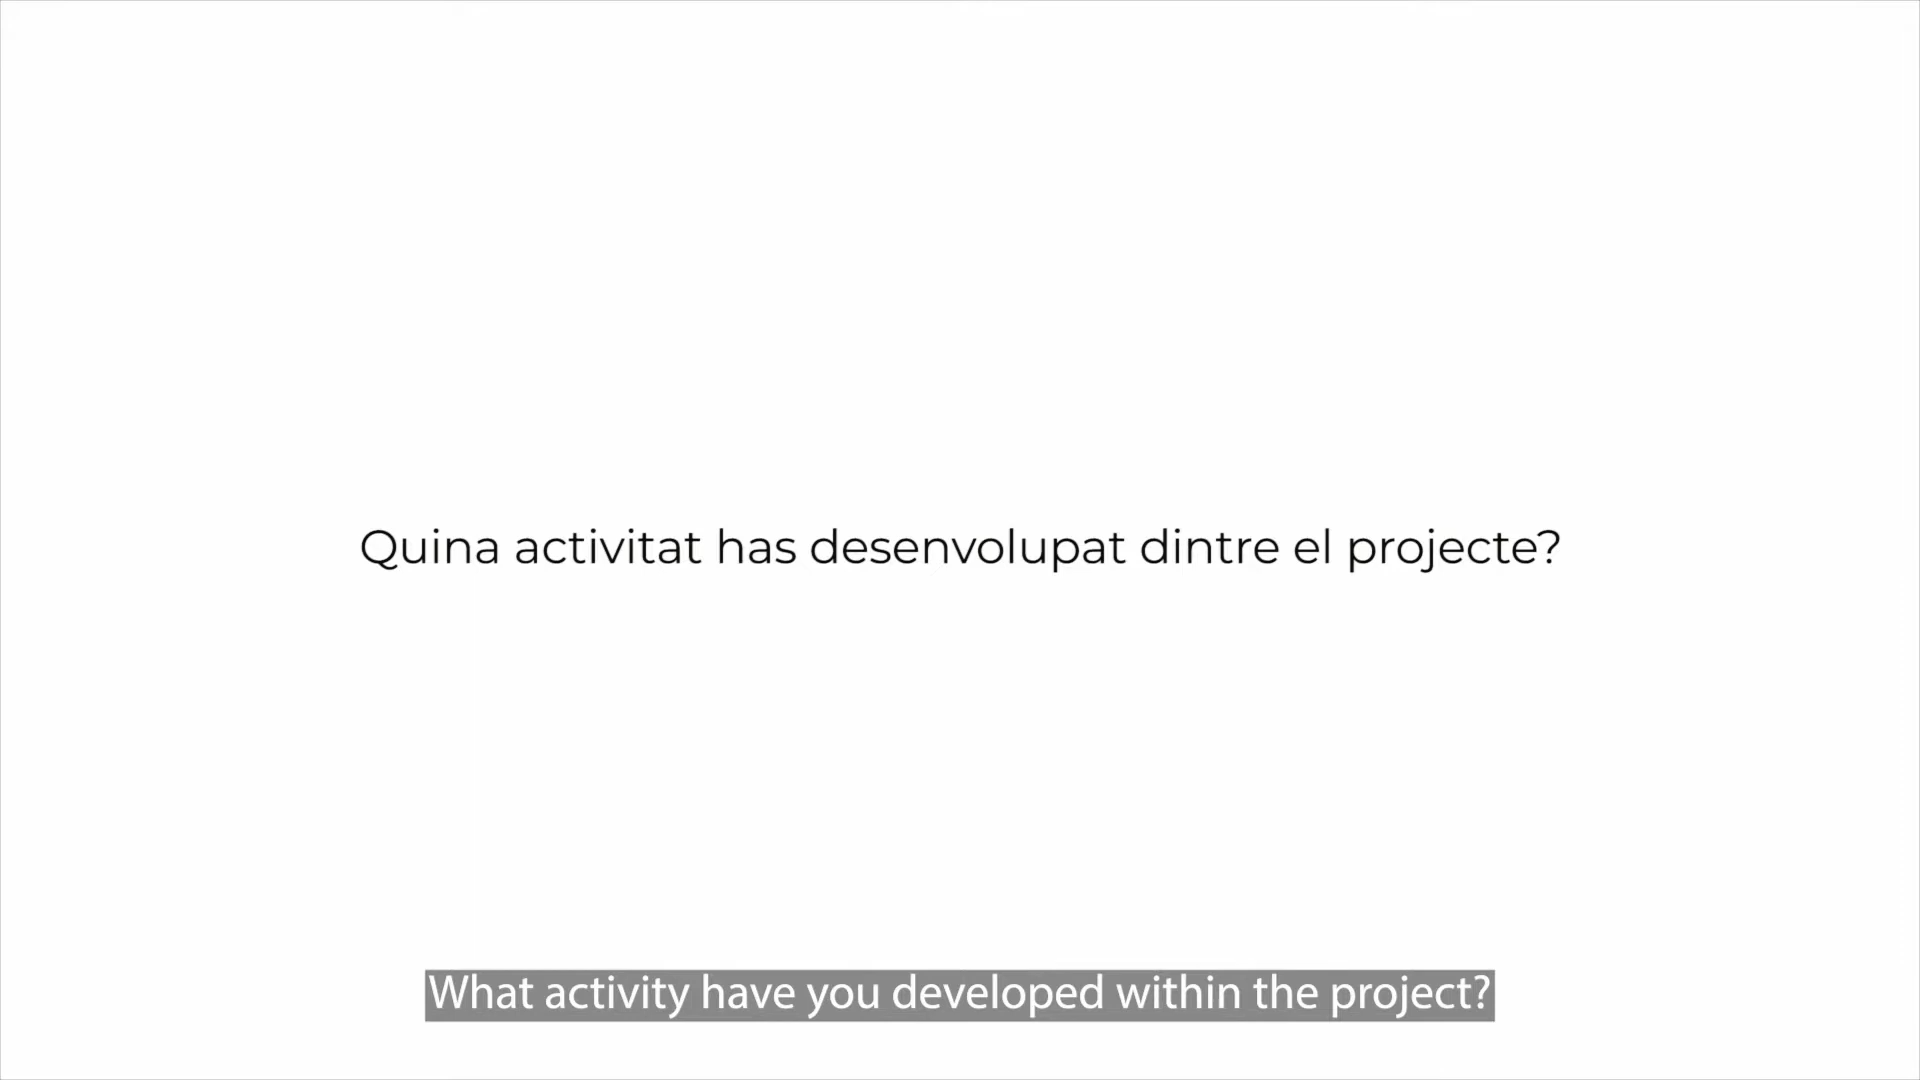 Quina activitat has desenvolupat dintre el projecte?
What activity have you developed within the project?